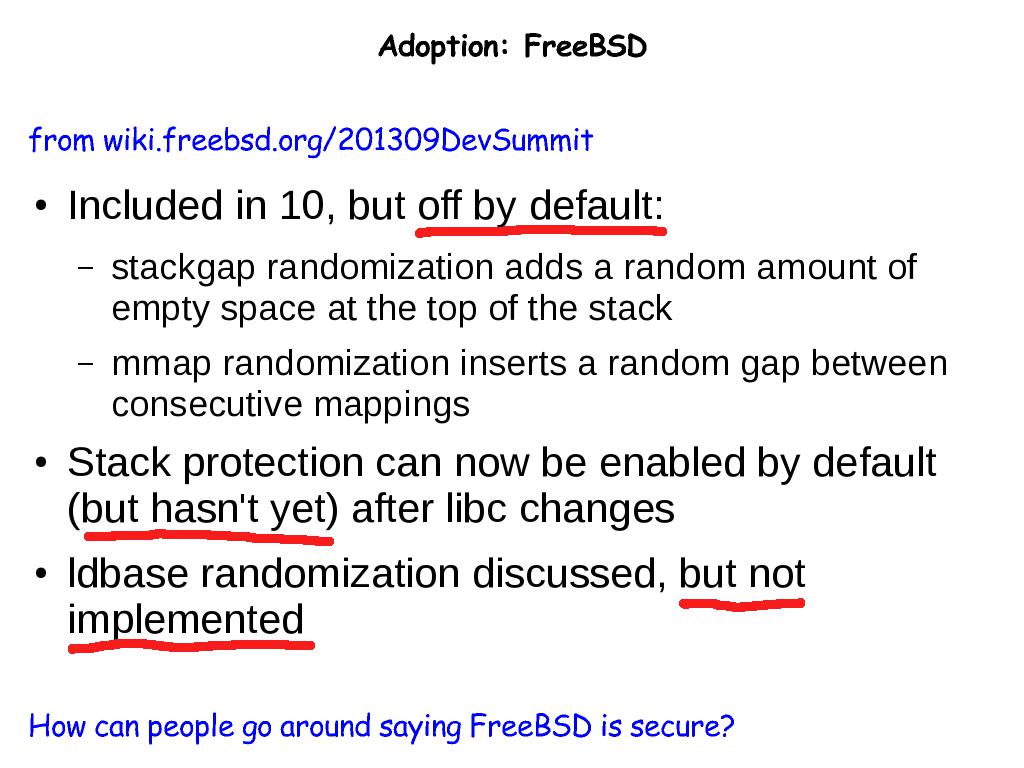 Adoption: FreeBSD
from wiki.freebsd.org/201309DevSummit
• Included in 10, but off by default:
– stackgap randomization adds a random amount of
empty space at the top of the stack
– mmap randomization inserts a random gap between
consecutive mappings
• Stack protection can now be enabled by default
(but hasn't yet) after libc changes
• ldbase randomization discussed, but not
implemented
How can people go around saying FreeBSD is secure?